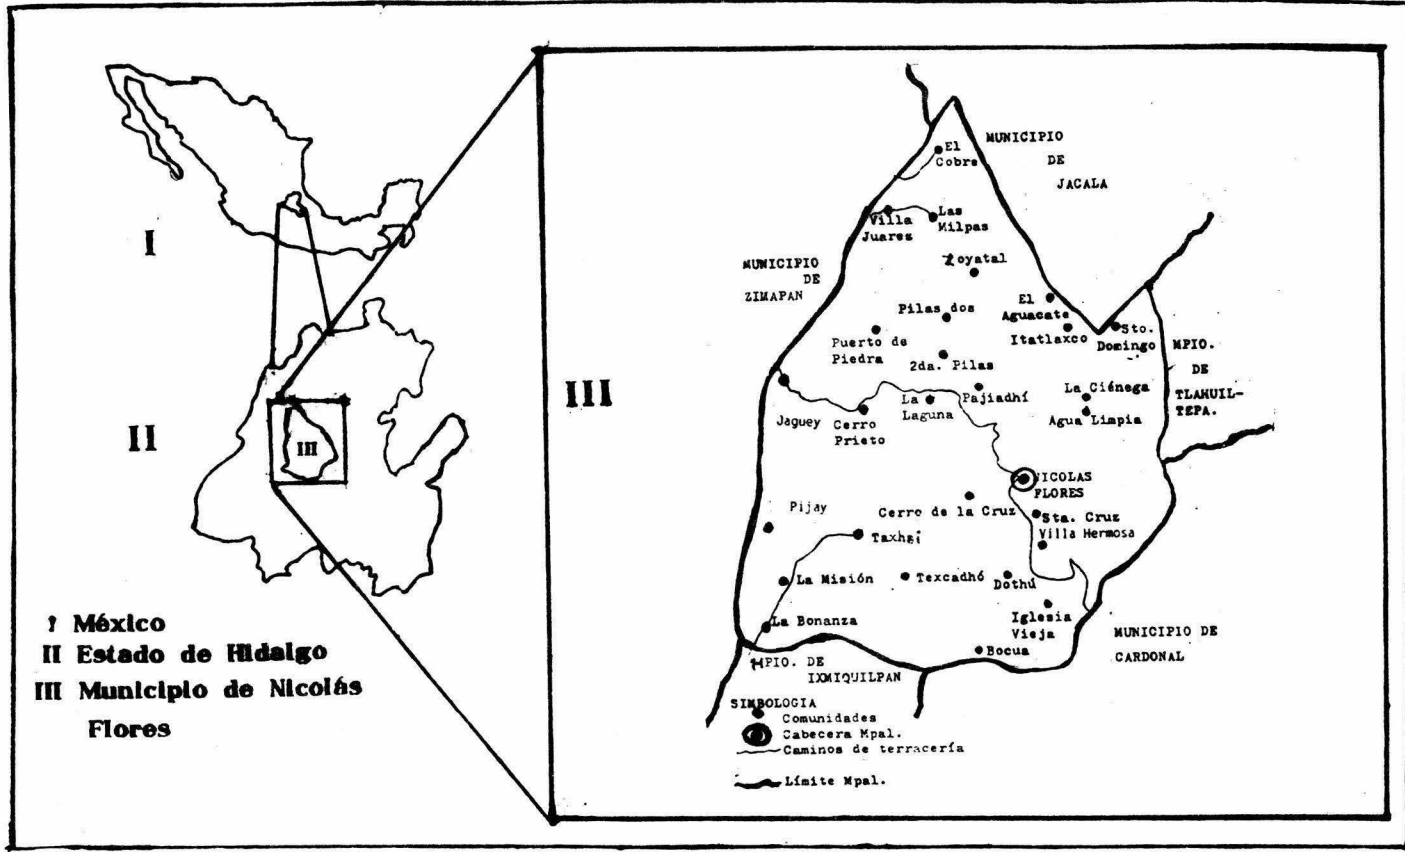 I
II
III
I México
II Estado de Hidalgo
III Municipio de Nicolás
Flores
III
MUNICIPIO
DE
JACALA
El
Cobre
Villa
Juarez
Las
Milpas
Zoyatal
MUNICIPIO
DE
ZIMAPAN
Pilas dos
El
Aguacate
Itatlaxco
Sto.
Domingo
Puerto de
Piedra
2da. Pilas
MPIO.
DE
TLAHUIL-
TEPA.
La Ciénega
Agua Limpia
La
Laguna
Pajiadhí
Jaguey
Cerro
Prieto
NICOLAS
FLORES
Pijay
Cerro de la Cruz
Sta. Cruz
Villa Hermosa
Taxhaí
La Misión
Texcadhó
Dothú
La Bonanza
Iglesia
Vieja
Bocua
MUNICIPIO DE
CARDONAL
MPIO. DE
IXMIQUILPAN
SIMBOLOGIA
Comunidades
Cabecera Mpal.
Caminos de terracería
Límite Mpal.